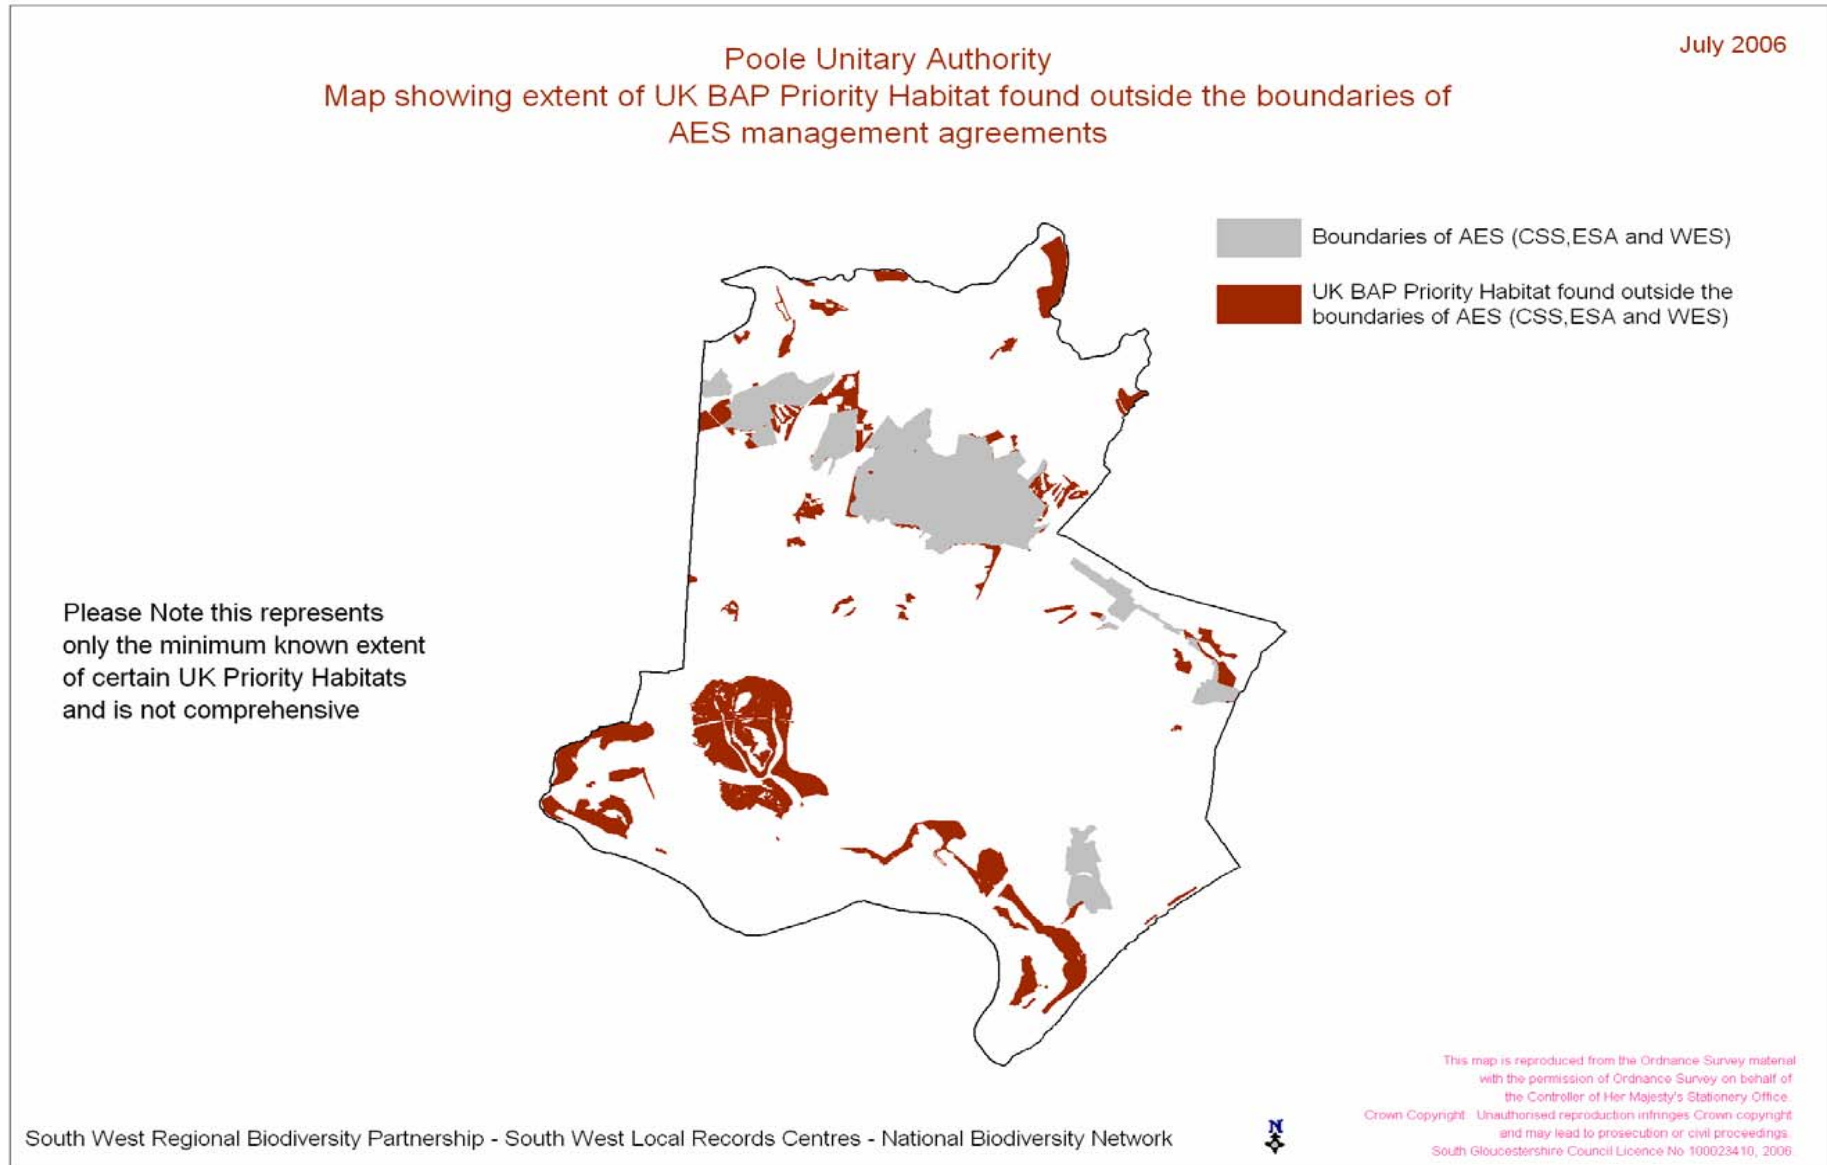 July 2006
Poole Unitary Authority
Map showing extent of UK BAP Priority Habitat found outside the boundaries of
AES management agreements
Boundaries of AES (CSS,ESA and WES)
UK BAP Priority Habitat found outside the
boundaries of AES (CSS,ESA and WES)
Please Note this represents
only the minimum known extent
of certain UK Priority Habitats
and is not comprehensive
This map is reproduced from the Ordnance Survey material
with the permission of Ordnance Survey on behalf of
the Controller of Her Majesty's Stationery Office.
Crown Copyright. Unauthorised reproduction infringes Crown copyright
and may lead to prosecution or civil proceedings.
South Gloucestershire Council Licence No 100023410, 2006.
N
South West Regional Biodiversity Partnership - South West Local Records Centres - National Biodiversity Network